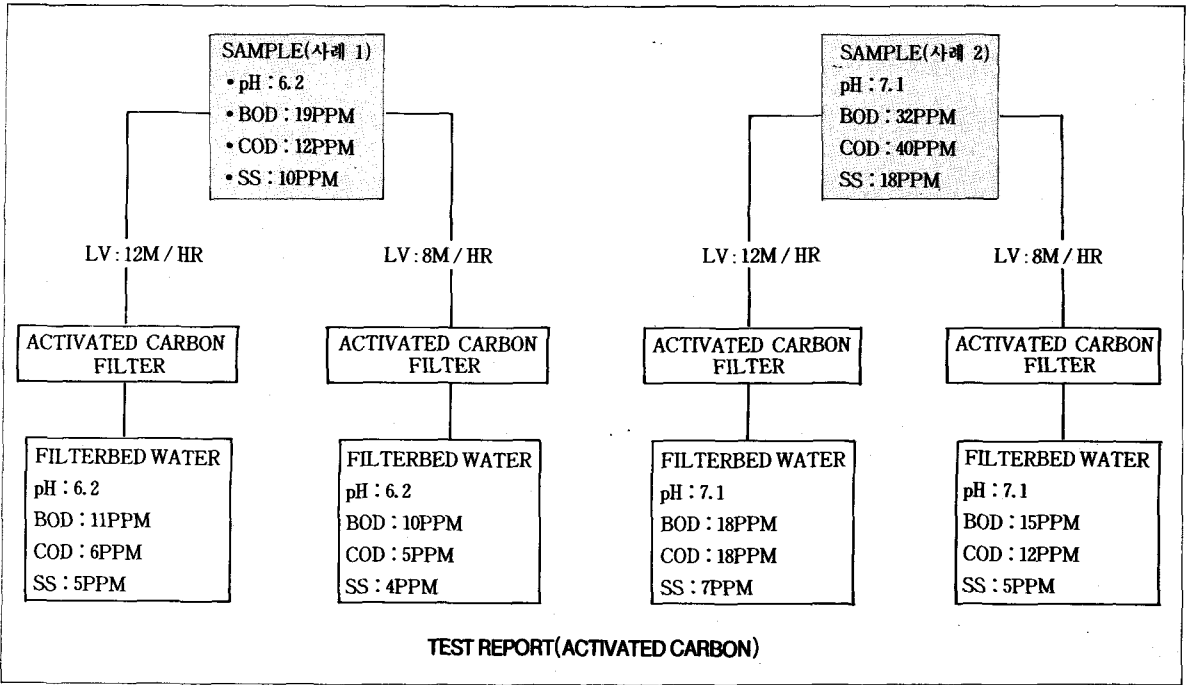 SAMPLE(사례 1)
• pH : 6.2
• BOD : 19PPM
• COD : 12PPM
• SS : 10PPM
LV : 12M / HR
LV : 8M / HR
ACTIVATED CARBON
FILTER
ACTIVATED CARBON
FILTER
FILTERBED WATER
pH : 6.2
BOD : 11PPM
COD : 6PPM
SS : 5PPM
FILTERBED WATER
pH : 6.2
BOD : 10PPM
COD : 5PPM
SS : 4PPM
SAMPLE(사례 2)
pH : 7.1
BOD : 32PPM
COD : 40PPM
SS : 18PPM
LV : 12M / HR
LV : 8M / HR
ACTIVATED CARBON
FILTER
ACTIVATED CARBON
FILTER
FILTERBED WATER
pH : 7.1
BOD : 18PPM
COD : 18PPM
SS : 7PPM
FILTERBED WATER
pH : 7.1
BOD : 15PPM
COD : 12PPM
SS : 5PPM
TEST REPORT(ACTIVATED CARBON)